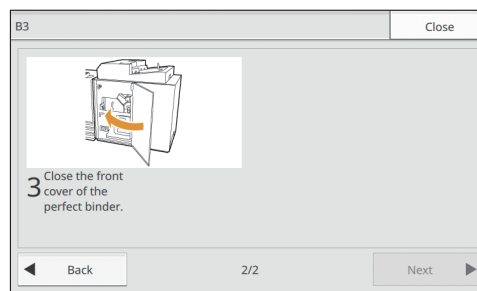 B3
Close
3 Close the front
cover of the
perfect binder.
Back
2/2
Next